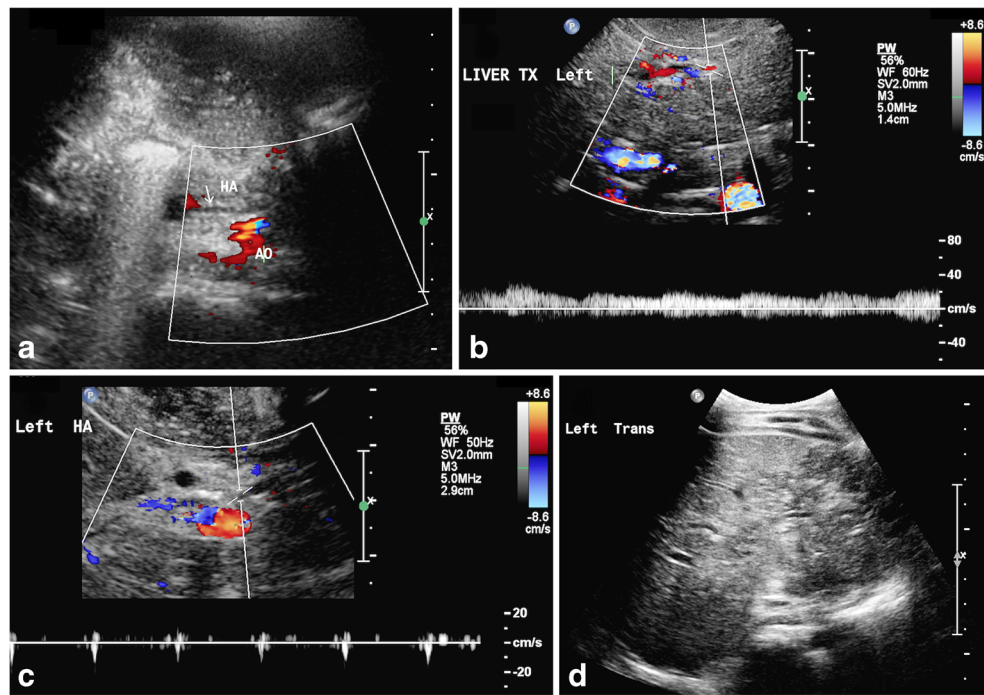 HA
AO
a
P
LIVER TX Left
PW
56%
WF 60Hz
SV2.0mm
M3
5.0MHz
1.4cm
+8.6
-8.6
cm/s
x
80
40
cm/s
-40
b
P
Left HA
PW
56%
WF 50Hz
SV2.0mm
M3
5.0MHz
2.9cm
+8.6
-8.6
cm/s
x
20
cm/s
-20
c
Left Trans
x
d